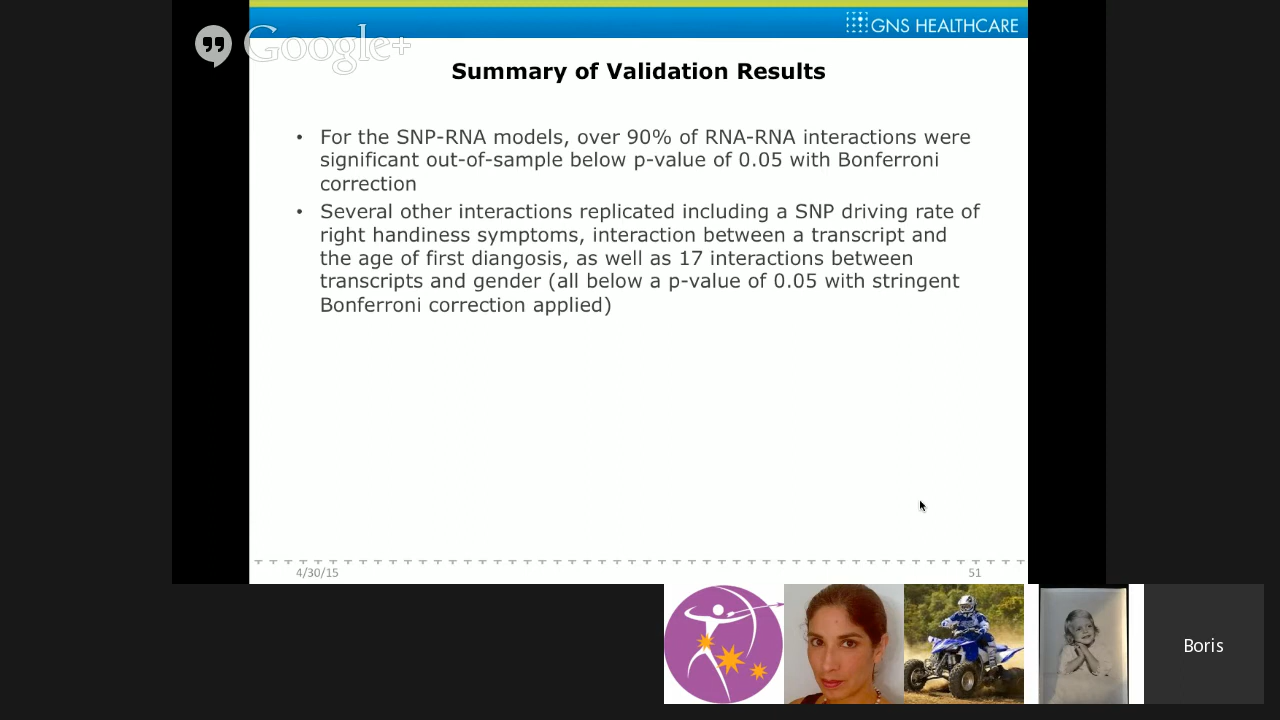 GNS HEALTHCARE
Google+
Summary of Validation Results
• For the SNP-RNA models, over 90% of RNA-RNA interactions were
significant out-of-sample below p-value of 0.05 with Bonferroni
correction
• Several other interactions replicated including a SNP driving rate of
right handiness symptoms, interaction between a transcript and
the age of first diangosis, as well as 17 interactions between
transcripts and gender (all below a p-value of 0.05 with stringent
Bonferroni correction applied)
4/30/15
51
Boris